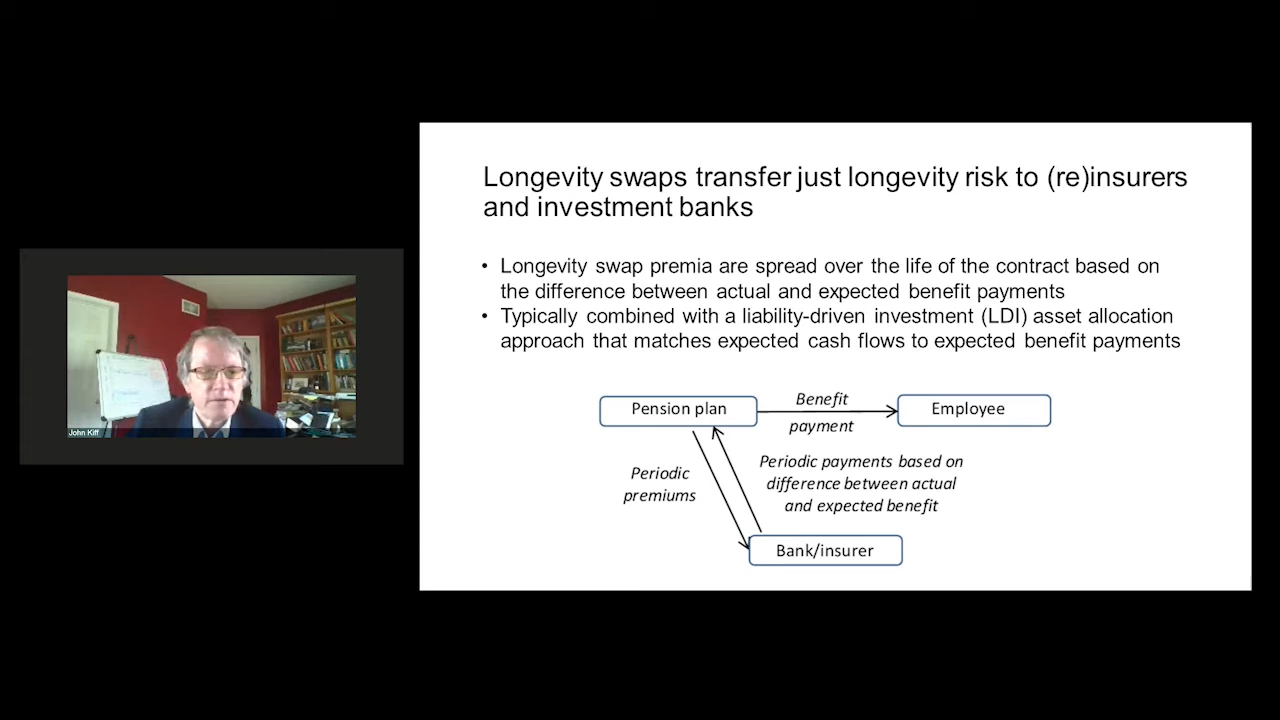 Longevity swaps transfer just longevity risk to (re)insurers
and investment banks
• Longevity swap premia are spread over the life of the contract based on
the difference between actual and expected benefit payments
• Typically combined with a liability-driven investment (LDI) asset allocation
approach that matches expected cash flows to expected benefit payments
Pension plan
Benefit
payment
Employee
Periodic
premiums
Periodic payments based on
difference between actual
and expected benefit
Bank/insurer
John Kiff